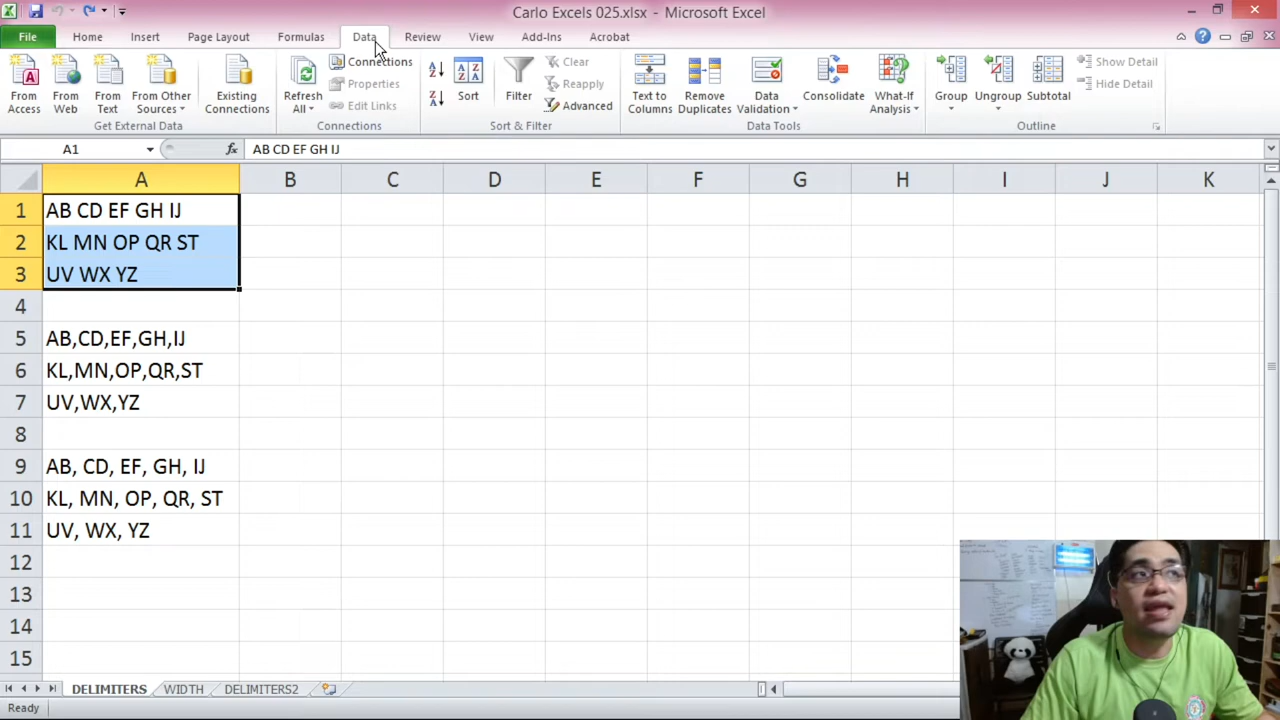 Carlo Excels 025.xlsx - Microsoft Excel
File Home Insert Page Layout Formulas Data Review View Add-Ins Acrobat
From Access
From Web
From Text
From Other Sources
Existing Connections
Get External Data
Refresh All
Connections
Properties
Edit Links
Connections
Sort
Filter
Clear
Reapply
Advanced
Sort & Filter
Text to Columns
Remove Duplicates
Data Validation
Consolidate
What-If Analysis
Data Tools
Group
Ungroup
Subtotal
Show Detail
Hide Detail
Outline
A1 fx AB CD EF GH IJ
A B C D E F G H I J K
1 AB CD EF GH IJ
2 KL MN OP QR ST
3 UV WX YZ
4
5 AB,CD,EF,GH,IJ
6 KL,MN,OP,QR,ST
7 UV,WX,YZ
8
9 AB, CD, EF, GH, IJ
10 KL, MN, OP, QR, ST
11 UV, WX, YZ
12
13
14
15
DELIMITERS WIDTH DELIMITERS2
Ready